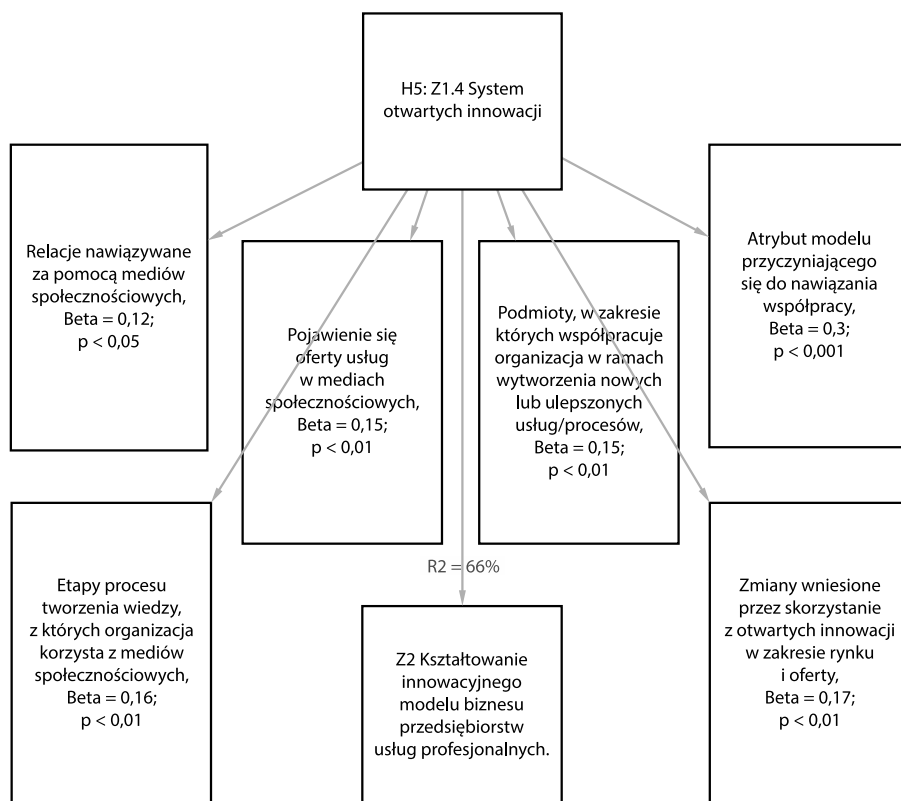 H5: Z1.4 System
otwartych innowacji
Relacje nawiązywane
za pomocą mediów
społecznościowych,
Beta = 0,12;
p < 0,05
Pojawienie się
oferty usług
w mediach
społecznościowych,
Beta = 0,15;
p < 0,01
Podmioty, w zakresie
których współpracuje
organizacja w ramach
wytworzenia nowych
lub ulepszonych
usług/procesów,
Beta = 0,15;
p < 0,01
Atrybut modelu
przyczyniającego
się do nawiązania
współpracy,
Beta = 0,3;
p < 0,001
Etapy procesu
tworzenia wiedzy,
z których organizacja
korzysta z mediów
społecznościowych,
Beta = 0,16;
p < 0,01
R2 = 66%
Z2 Kształtowanie
innowacyjnego
modelu biznesu
przedsiębiorstw
usług profesjonalnych.
Zmiany wniesione
przez skorzystanie
z otwartych innowacji
w zakresie rynku
i oferty,
Beta = 0,17;
p < 0,01